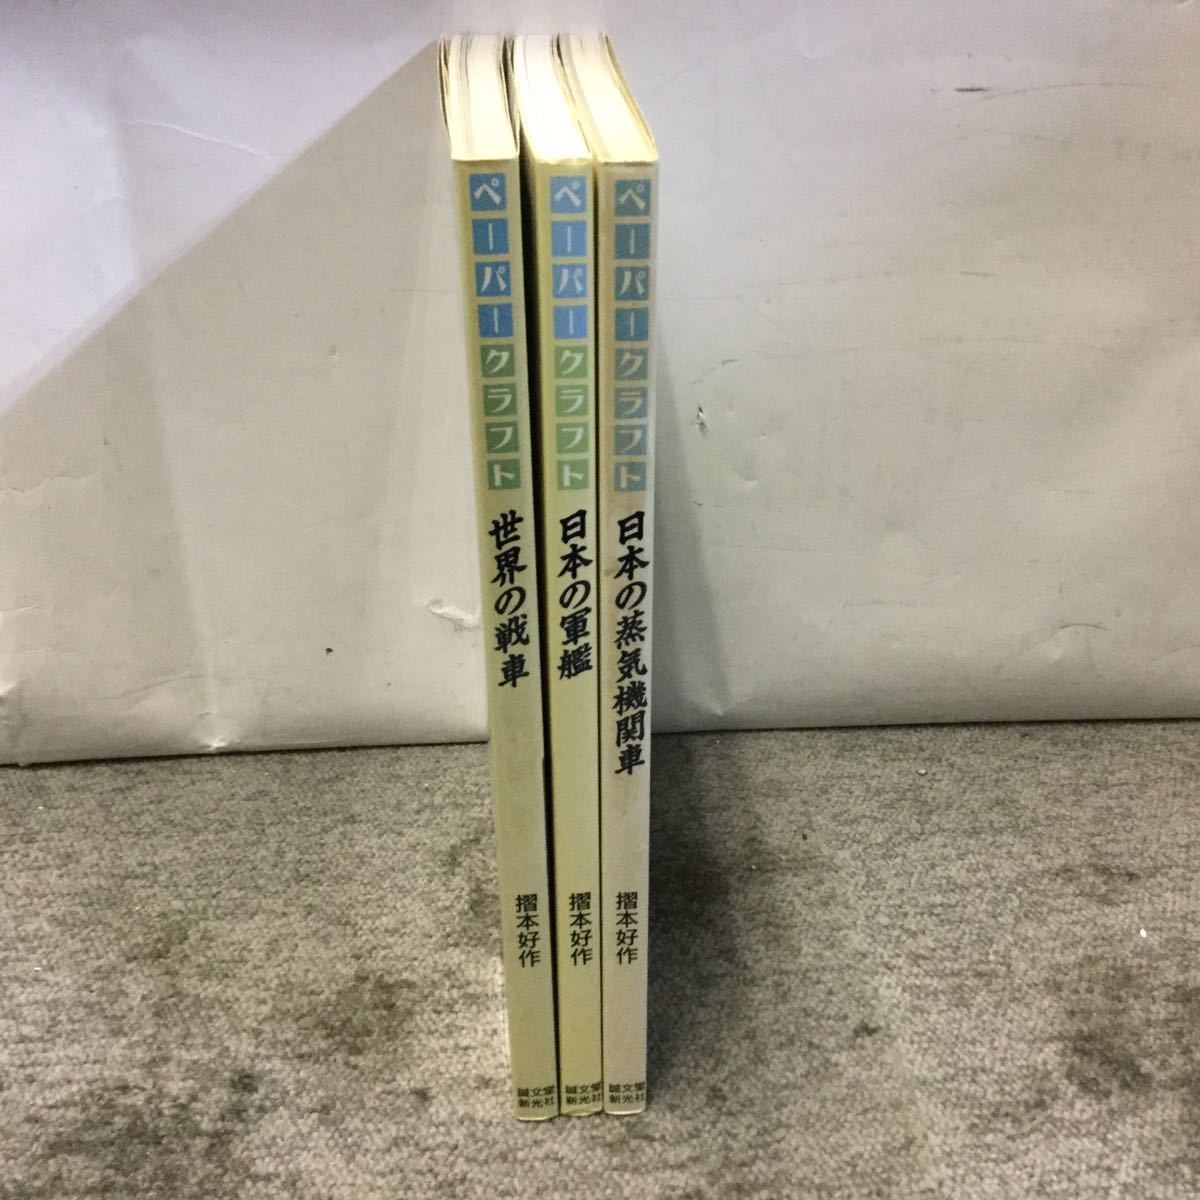 ペーパークラフト
世界の戦車
摺本好作
誠文堂
新光社
ペーパークラフト
日本の軍艦
摺本好作
誠文堂
新光社
ペーパークラフト
日本の蒸気機関車
摺本好作
誠文堂
新光社